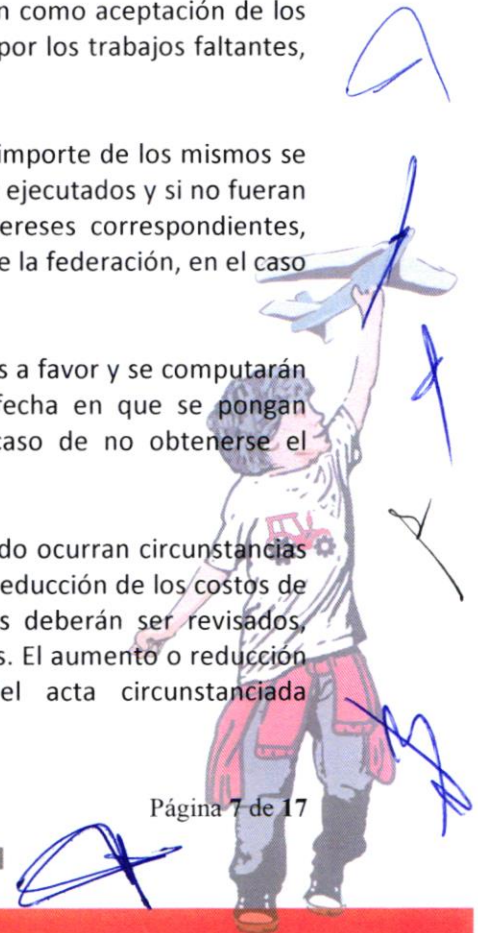 n como aceptación de los
por los trabajos faltantes,
importe de los mismos se
ejecutados y si no fueran
ereses correspondientes,
e la federación, en el caso
s a favor y se computarán
fecha en que se pongan
caso de no obtenerse el
do ocurran circunstancias
reducción de los costos de
s deberán ser revisados,
s. El aumento o reducción
el acta circunstanciada
Página 7 de 17